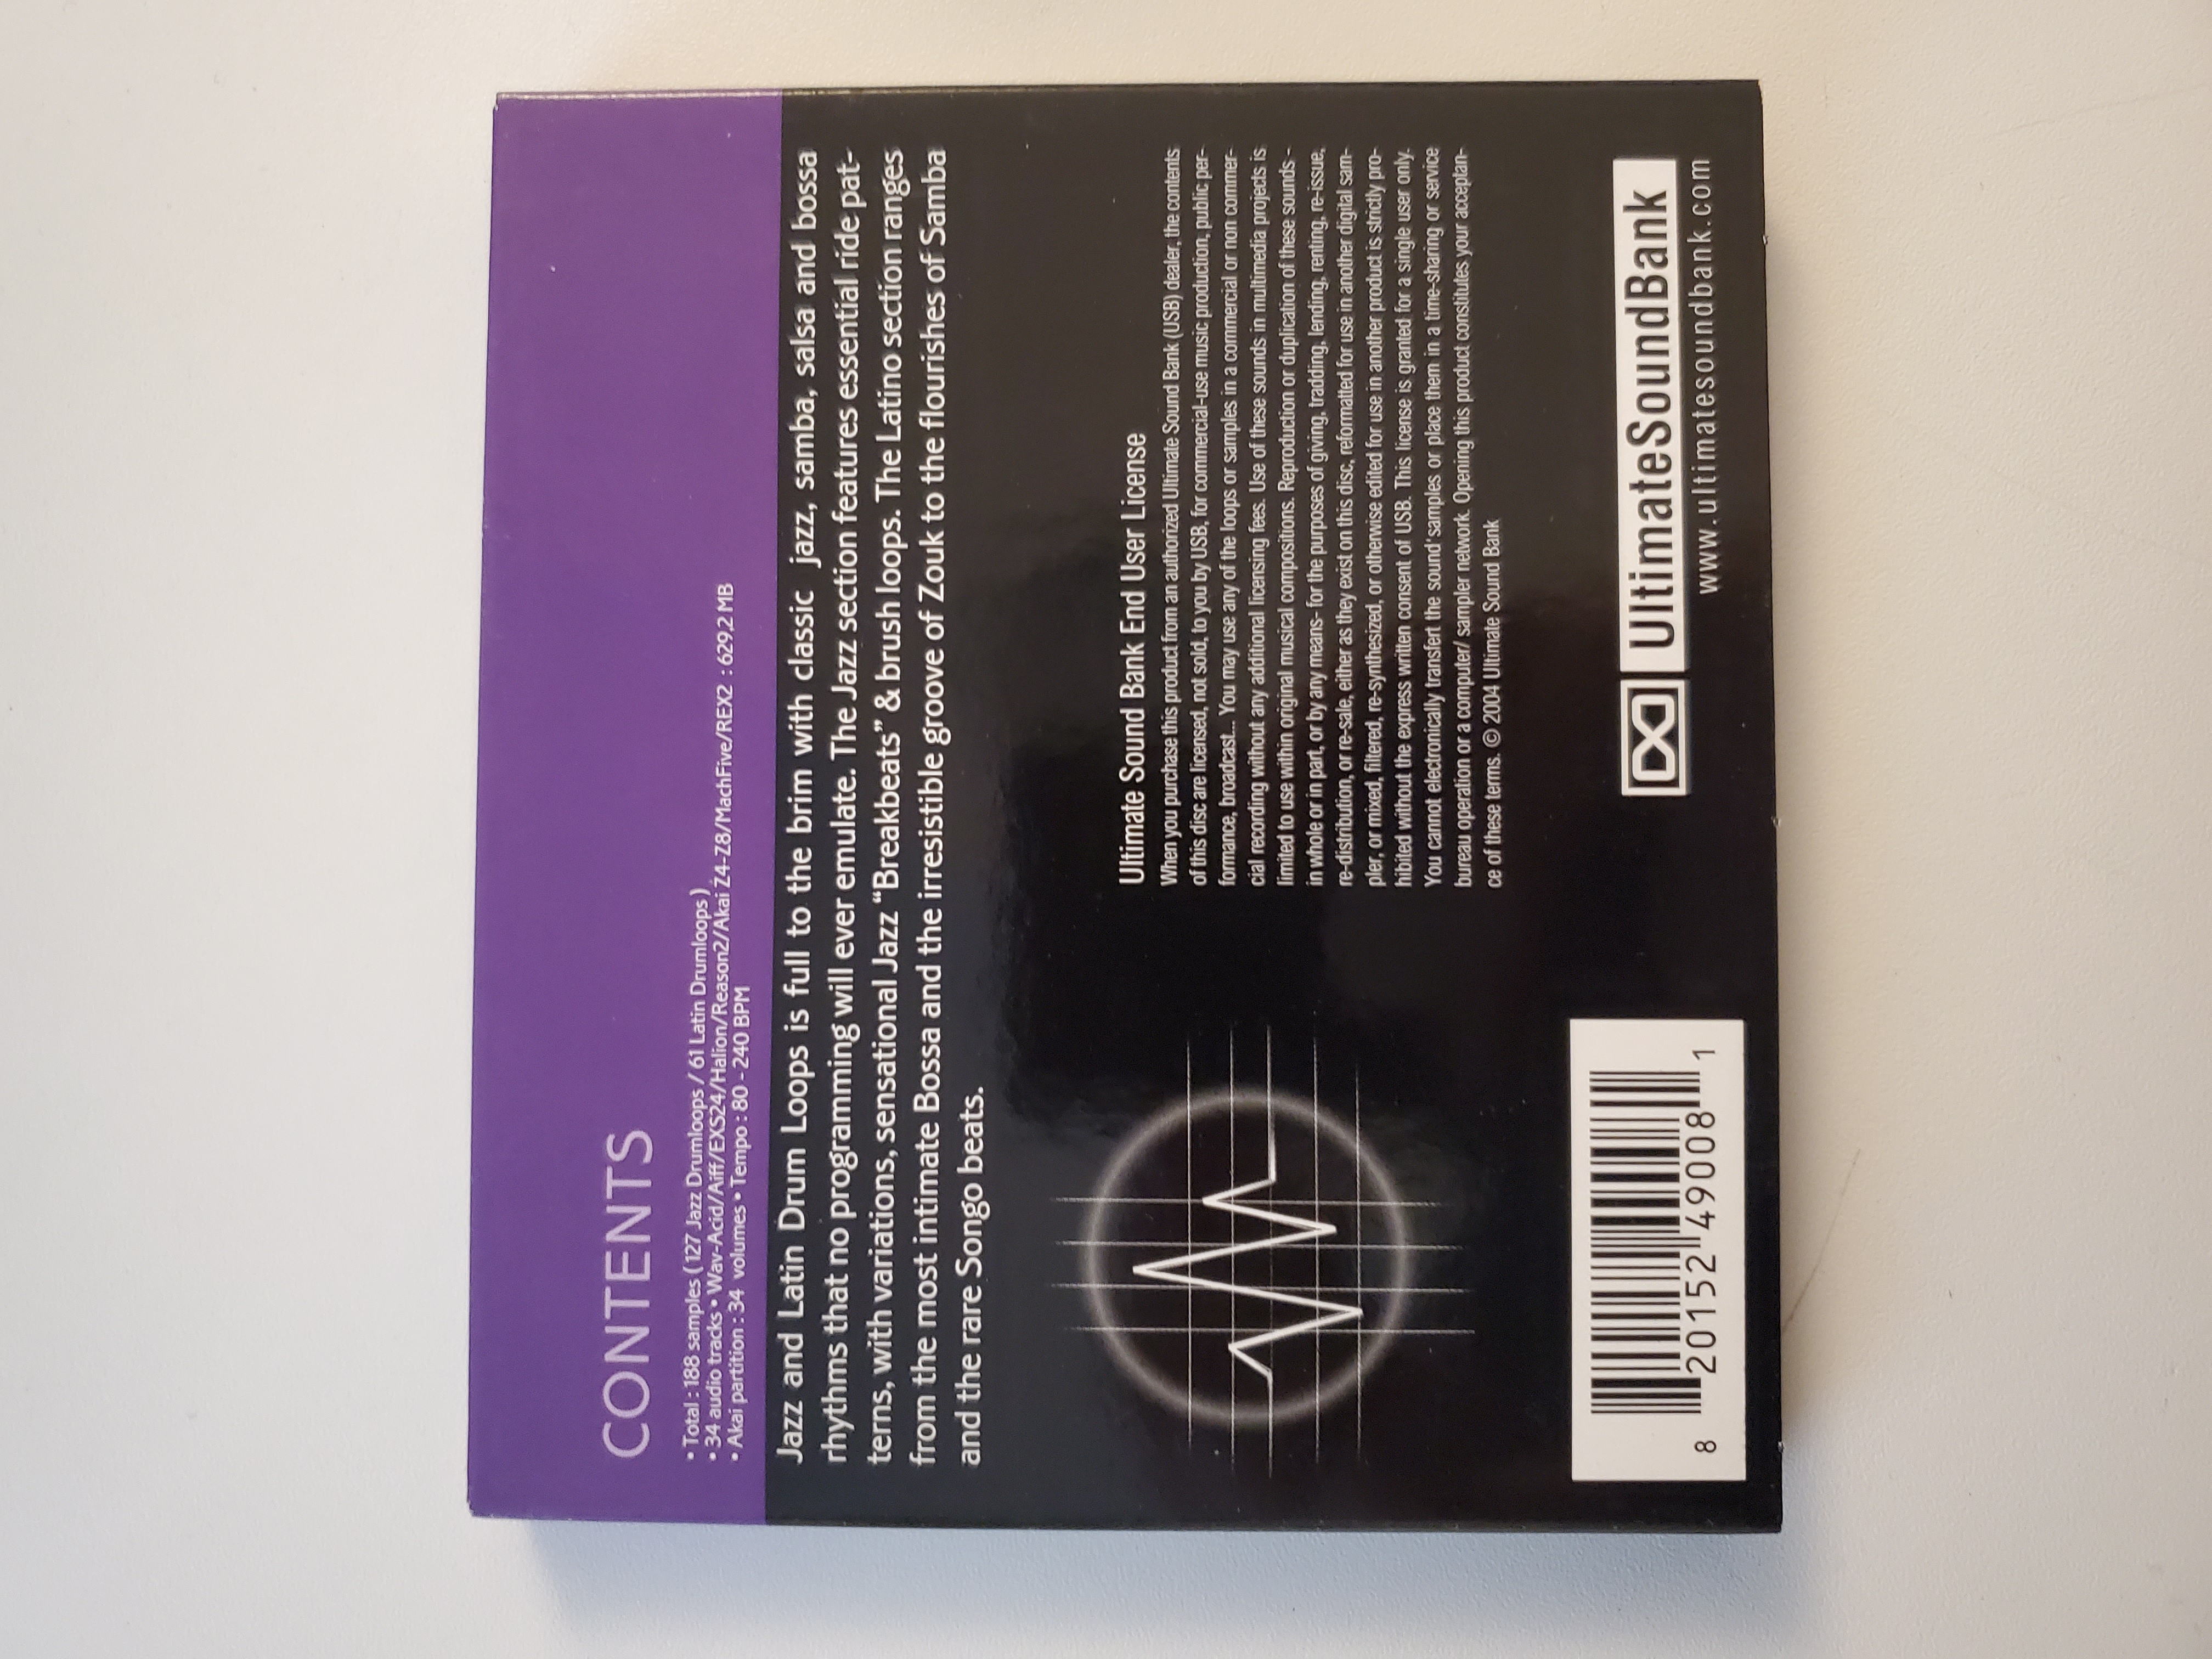 CONTENTS
• Total : 188 samples ( 127 Jazz Drumloops / 61 Latin Drumloops )
• 34 audio tracks • Wav-Acid/Aiff/EXS24/Halion/Reason2/Akai Z4-Z8/MachFive/REX2 : 629,2 MB
• Akai partition : 34 volumes • Tempo : 80 - 240 BPM
Jazz and Latin Drum Loops is full to the brim with classic jazz, samba, salsa and bossa
rhythms that no programming will ever emulate. The Jazz section features essential ride pat-
terns, with variations, sensational Jazz “Breakbeats” & brush loops. The Latino section ranges
from the most intimate Bossa and the irresistible groove of Zouk to the flourishes of Samba
and the rare Songo beats.
Ultimate Sound Bank End User License
When you purchase this product from an authorized Ultimate Sound Bank (USB) dealer, the contents
of this disc are licensed, not sold, to you by USB, for commercial-use music production, public per-
formance, broadcast... You may use any of the loops or samples in a commercial or non commer-
cial recording without any additional licensing fees. Use of these sounds in multimedia projects is
limited to use within original musical compositions. Reproduction or duplication of these sounds -
in whole or in part, or by any means- for the purposes of giving, tradding, lending, renting, re-issue,
re-distribution, or re-sale, either as they exist on this disc, reformatted for use in another digital sam-
pler, or mixed, filtered, re-synthesized, or otherwise edited for use in another product is strictly pro-
hibited without the express written consent of USB. This license is granted for a single user only.
You cannot electronically transfert the sound samples or place them in a time-sharing or service
bureau operation or a computer/ sampler network. Opening this product constitutes your acceptan-
ce of these terms. © 2004 Ultimate Sound Bank
8 20152 49008 1
UltimateSoundBank
www.ultimatesoundbank.com